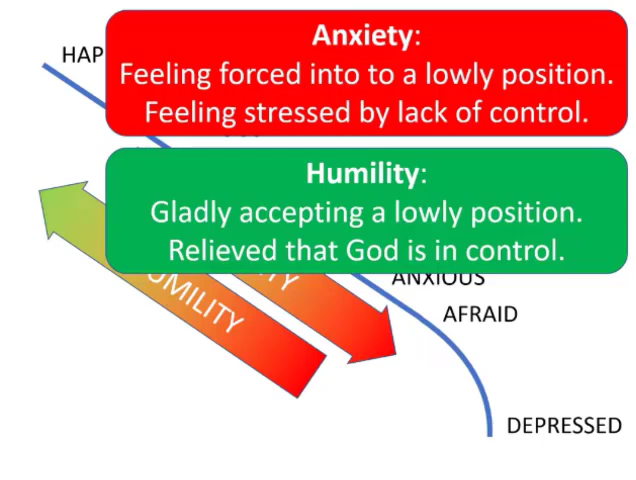 HAP
Anxiety:
Feeling forced into to a lowly position.
Feeling stressed by lack of control.
Humility:
Gladly accepting a lowly position.
Relieved that God is in control.
ANXIOUS
AFRAID
DEPRESSED